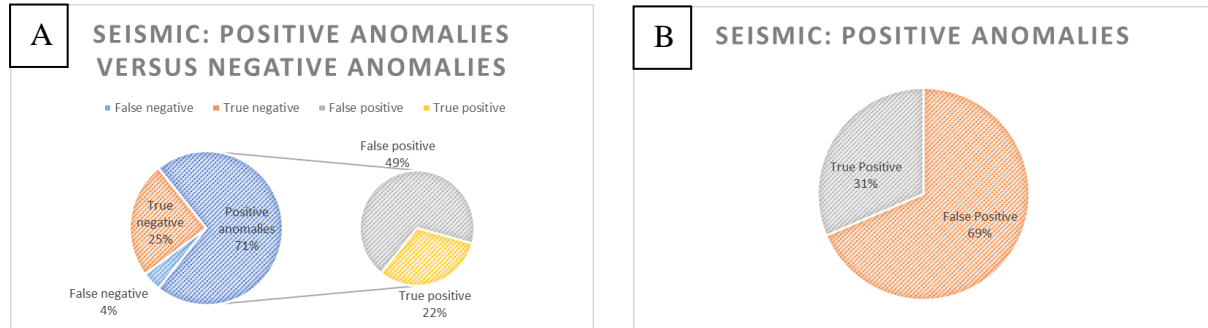 A
SEISMIC: POSITIVE ANOMALIES
VERSUS NEGATIVE ANOMALIES
False negative
True negative
False positive
True positive
False positive
49%
True
negative
25%
Positive
anomalies
71%
False negative
4%
True positive
22%
B
SEISMIC: POSITIVE ANOMALIES
True Positive
31%
False Positive
69%